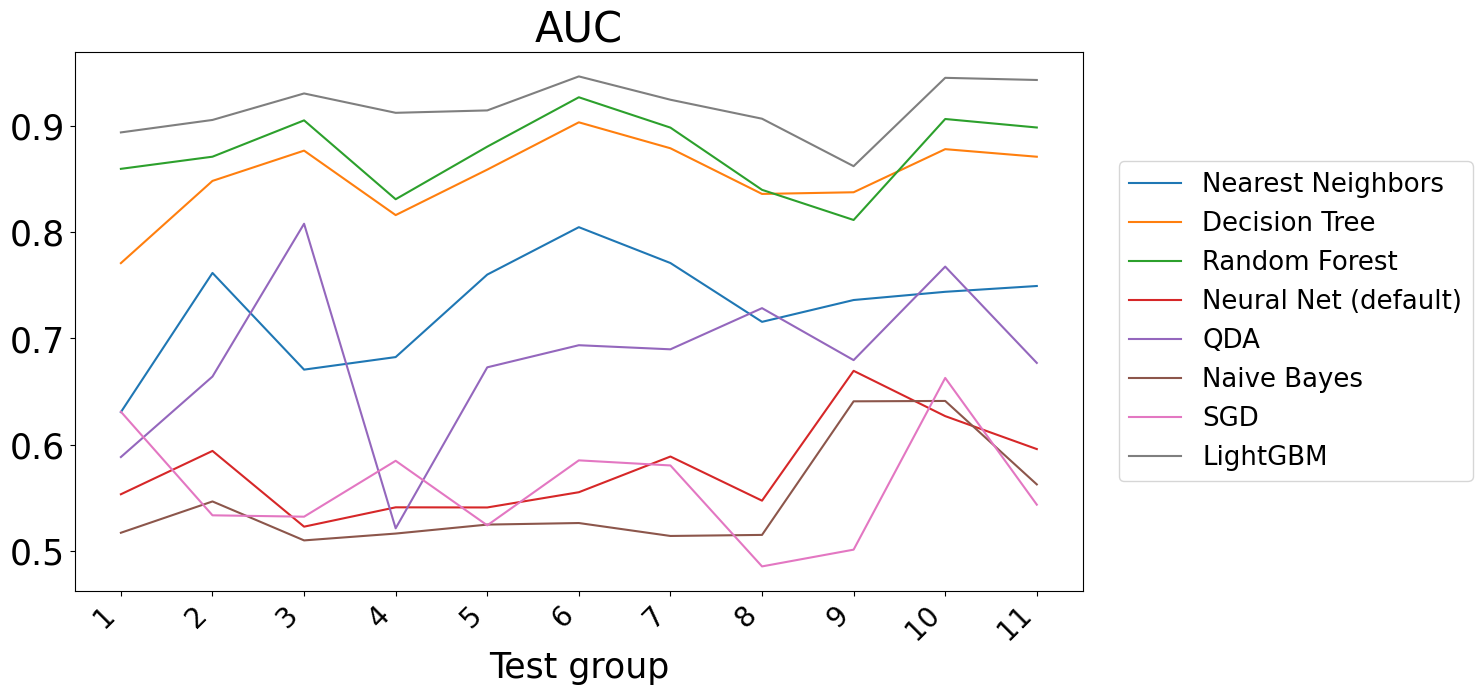 AUC
0.9
0.8
0.7
0.6
0.5
1 2 3 4 5 6 7 8 9 10 11
Test group
Nearest Neighbors
Decision Tree
Random Forest
Neural Net (default)
QDA
Naive Bayes
SGD
LightGBM